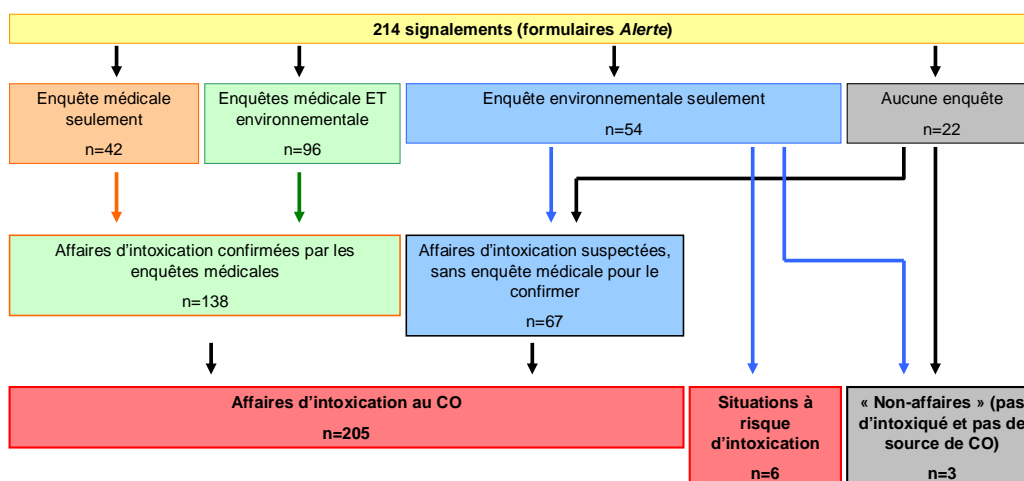 214 signalements (formulaires Alerte)
Enquête médicale
seulement
n=42
Enquêtes médicale ET
environnementale
n=96
Enquête environnementale seulement
n=54
Aucune enquête
n=22
Affaires d'intoxication confirmées par les
enquêtes médicales
n=138
Affaires d'intoxication suspectées,
sans enquête médicale pour le
confirmer
n=67
Affaires d'intoxication au CO
n=205
Situations à
risque
d'intoxication
n=6
« Non-affaires » (pas
d'intoxiqué et pas de
source de CO)
n=3